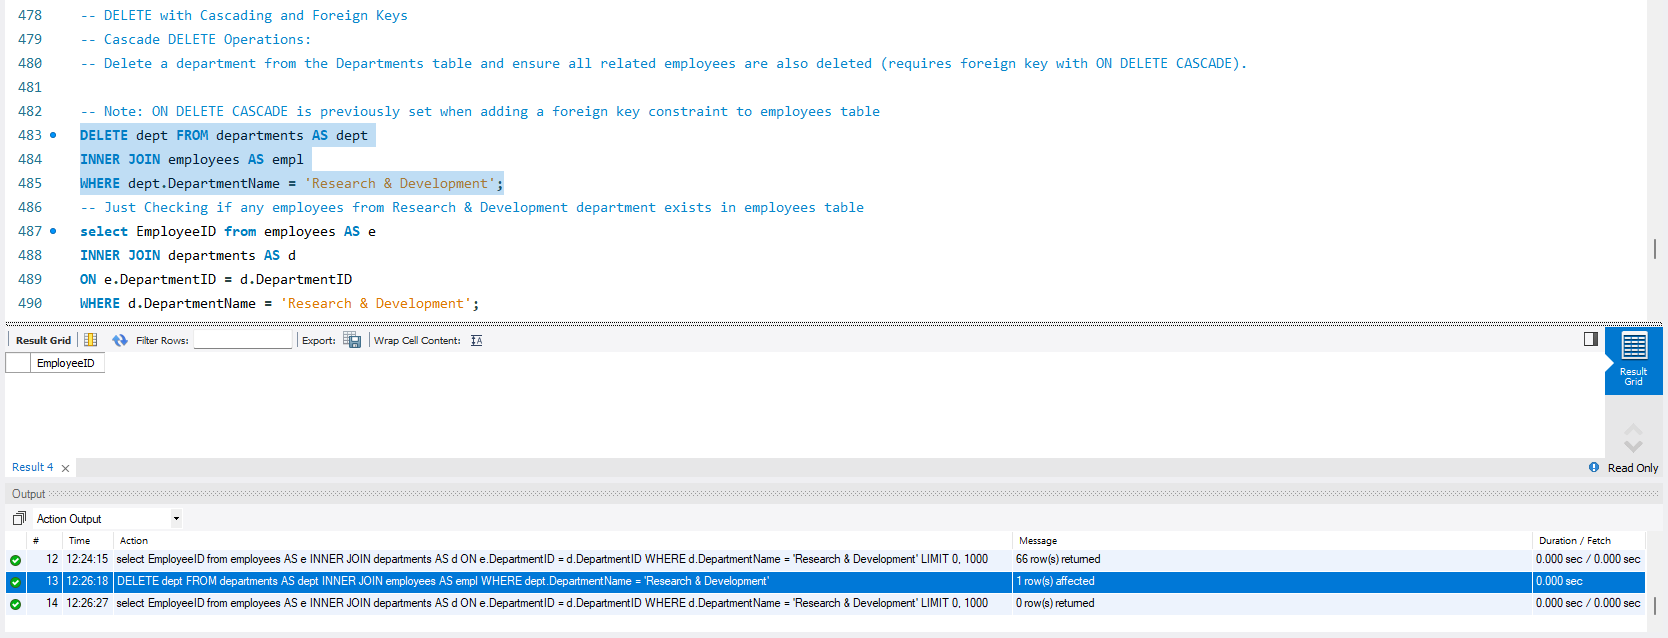 478 -- DELETE with Cascading and Foreign Keys
479 -- Cascade DELETE Operations:
480 -- Delete a department from the Departments table and ensure all related employees are also deleted (requires foreign key with ON DELETE CASCADE).
481
482 -- Note: ON DELETE CASCADE is previously set when adding a foreign key constraint to employees table
483 DELETE dept FROM departments AS dept
484 INNER JOIN employees AS empl
485 WHERE dept.DepartmentName = 'Research & Development';
486 -- Just Checking if any employees from Research & Development department exists in employees table
487 select EmployeeID from employees AS e
488 INNER JOIN departments AS d
489 ON e.DepartmentID = d.DepartmentID
490 WHERE d.DepartmentName = 'Research & Development';
Result Grid Filter Rows: Export: Wrap Cell Content:
EmployeeID
Result
Grid
Result 4
Read Only
Output
Action Output
# Time Action Message Duration / Fetch
12 12:24:15 select EmployeeID from employees AS e INNER JOIN departments AS d ON e.DepartmentID = d.DepartmentID WHERE d.DepartmentName = 'Research & Development' LIMIT 0, 1000 66 row(s) returned 0.000 sec / 0.000 sec
13 12:26:18 DELETE dept FROM departments AS dept INNER JOIN employees AS empl WHERE dept.DepartmentName = 'Research & Development' 1 row(s) affected 0.000 sec
14 12:26:27 select EmployeeID from employees AS e INNER JOIN departments AS d ON e.DepartmentID = d.DepartmentID WHERE d.DepartmentName = 'Research & Development' LIMIT 0, 1000 0 row(s) returned 0.000 sec / 0.000 sec